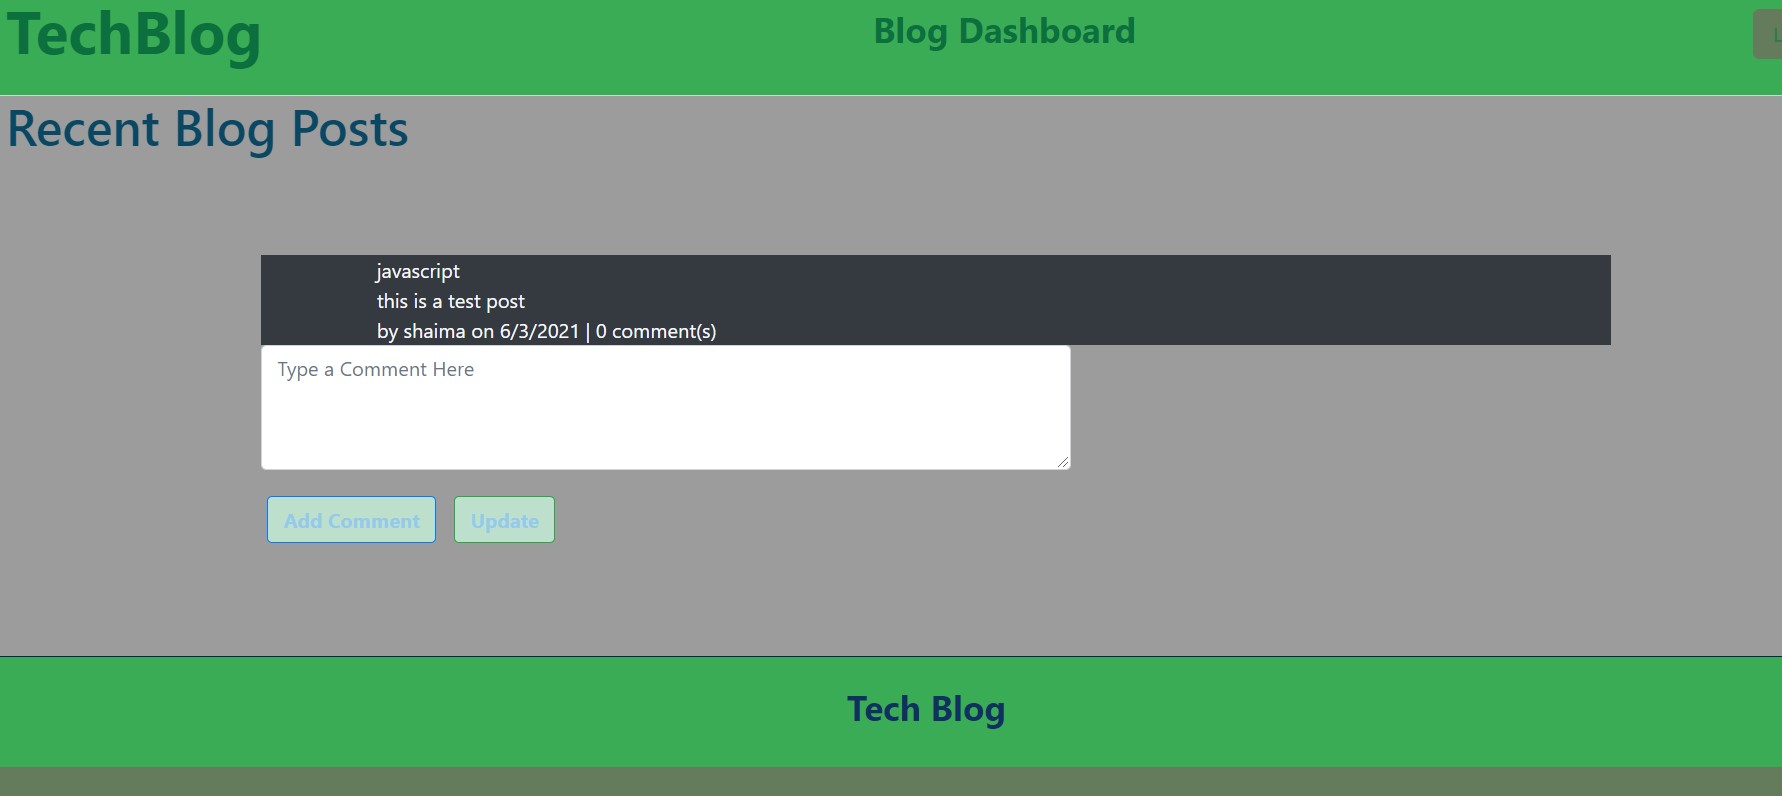 TechBlog
Blog Dashboard
Recent Blog Posts
javascript
this is a test post
by shaima on 6/3/2021 | 0 comment(s)
Type a Comment Here
Add Comment
Update
Tech Blog